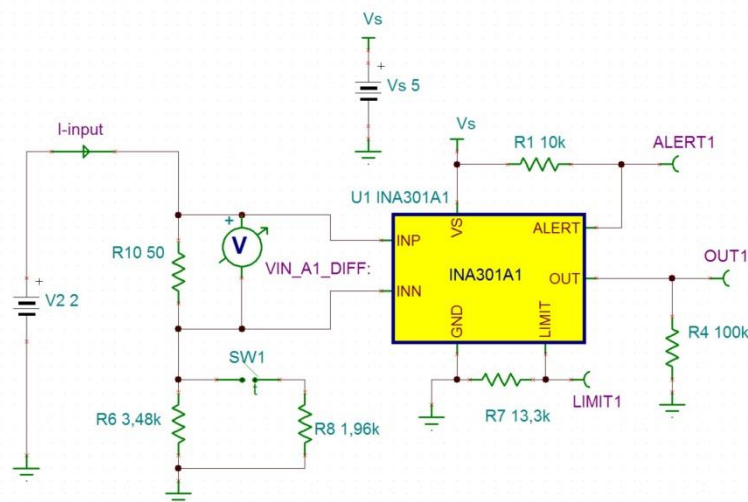 Vs
+
Vs 5
I-input
Vs
R1 10k
ALERT1
U1 INA301A1
+
V
R10 50
VIN_A1_DIFF:
INP
VS
ALERT
INN
INA301A1
OUT
OUT1
GND
LIMIT
+
V2 2
R4 100k
SW1
t
R6 3,48k
R8 1,96k
R7 13,3k
LIMIT1